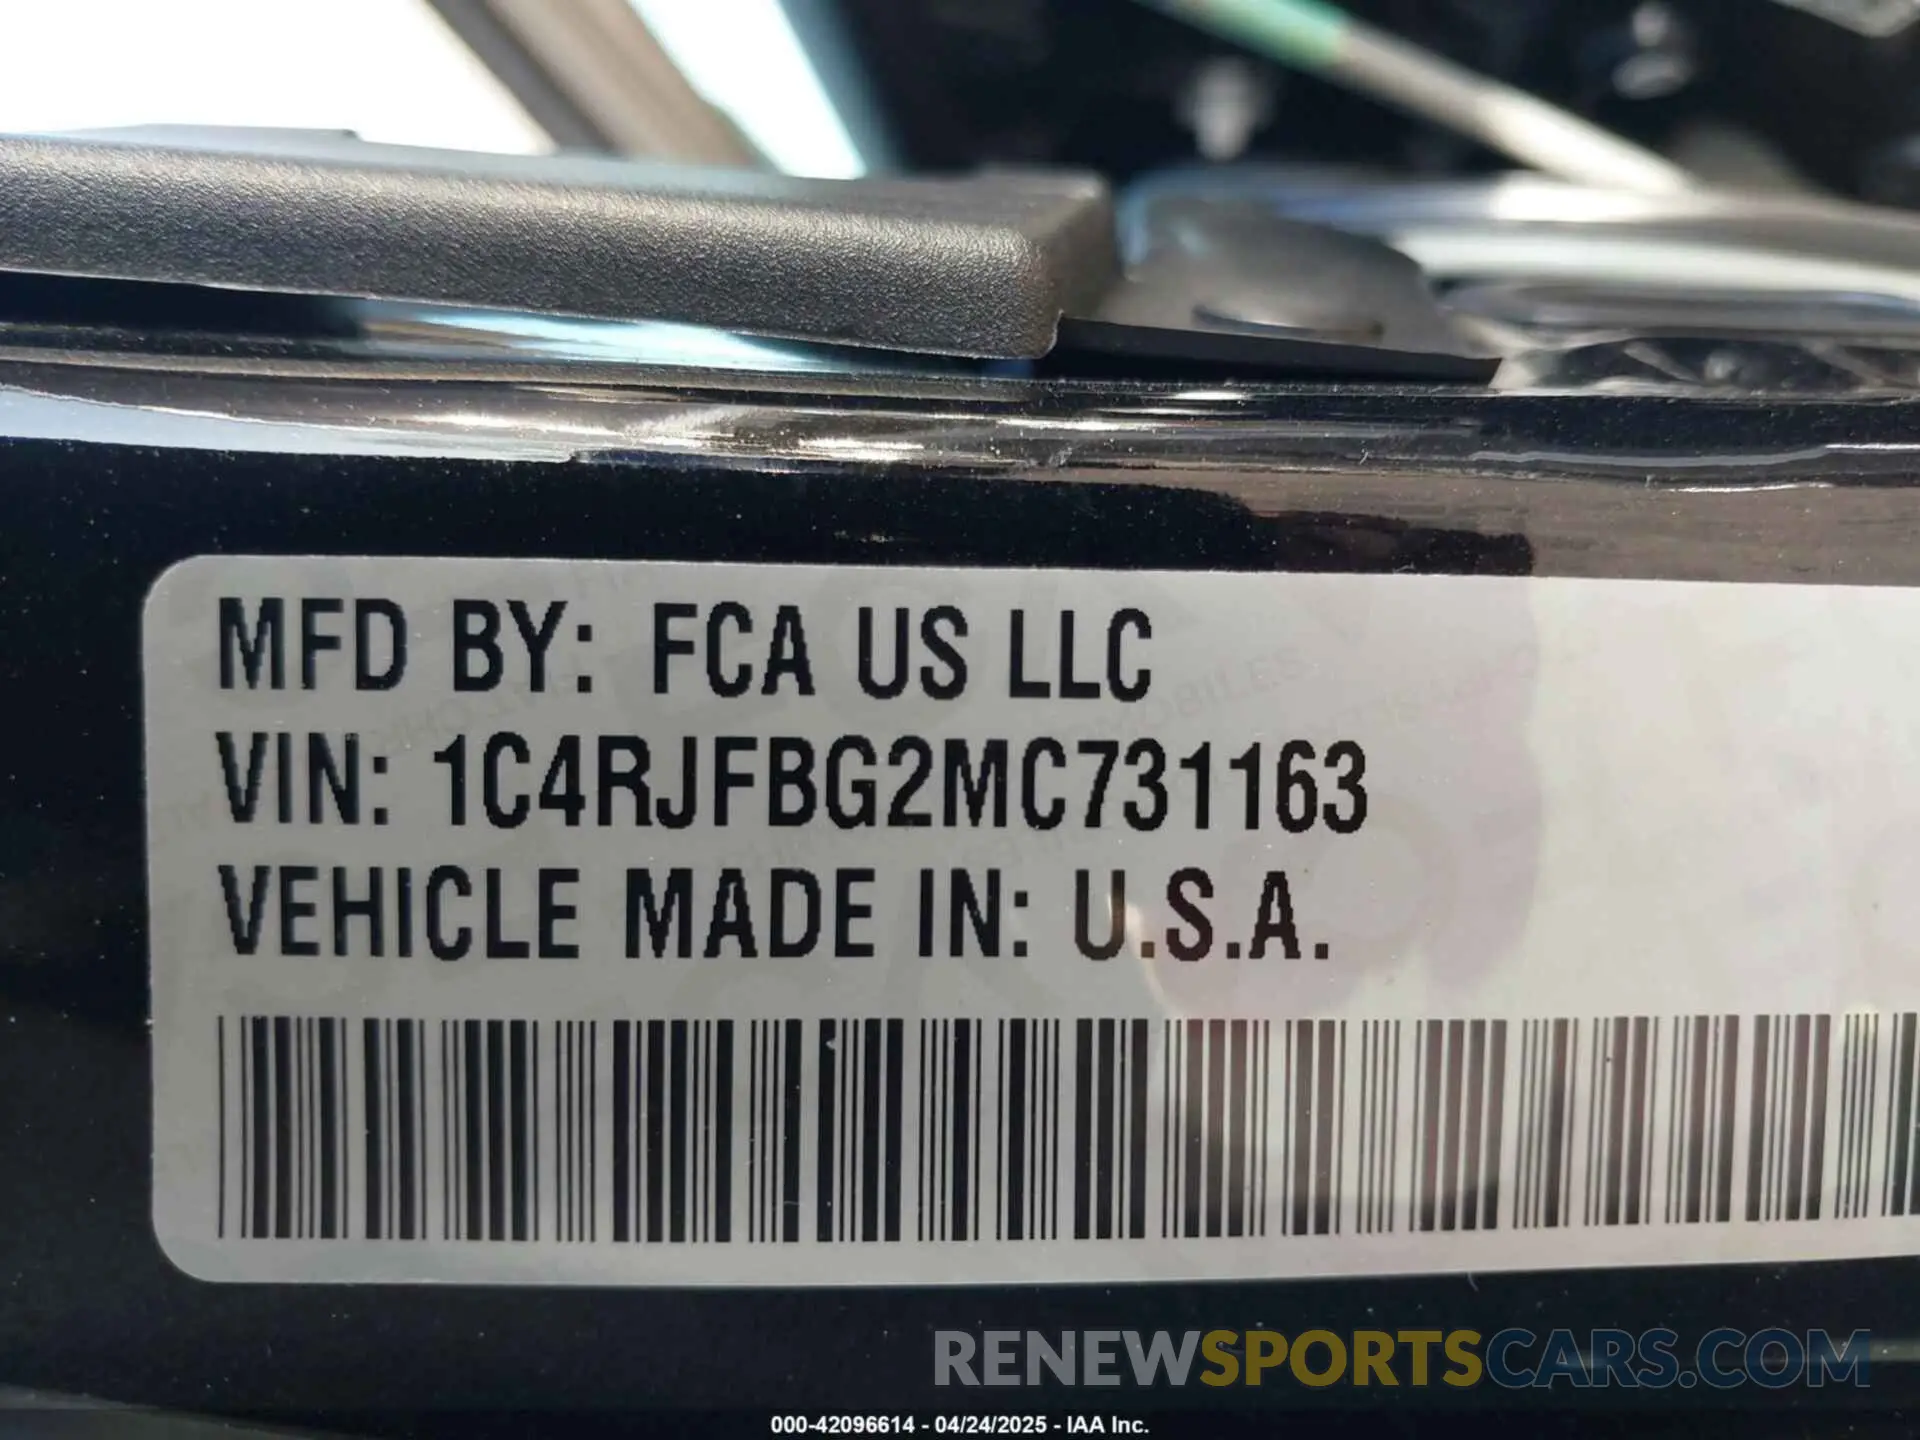 MFD BY: FCA US LLC
VIN: 1C4RJFBG2MC731163
VEHICLE MADE IN: U.S.A.
RENEWSPORTSCARS.COM
000-42096614 - 04/24/2025 - IAA Inc.